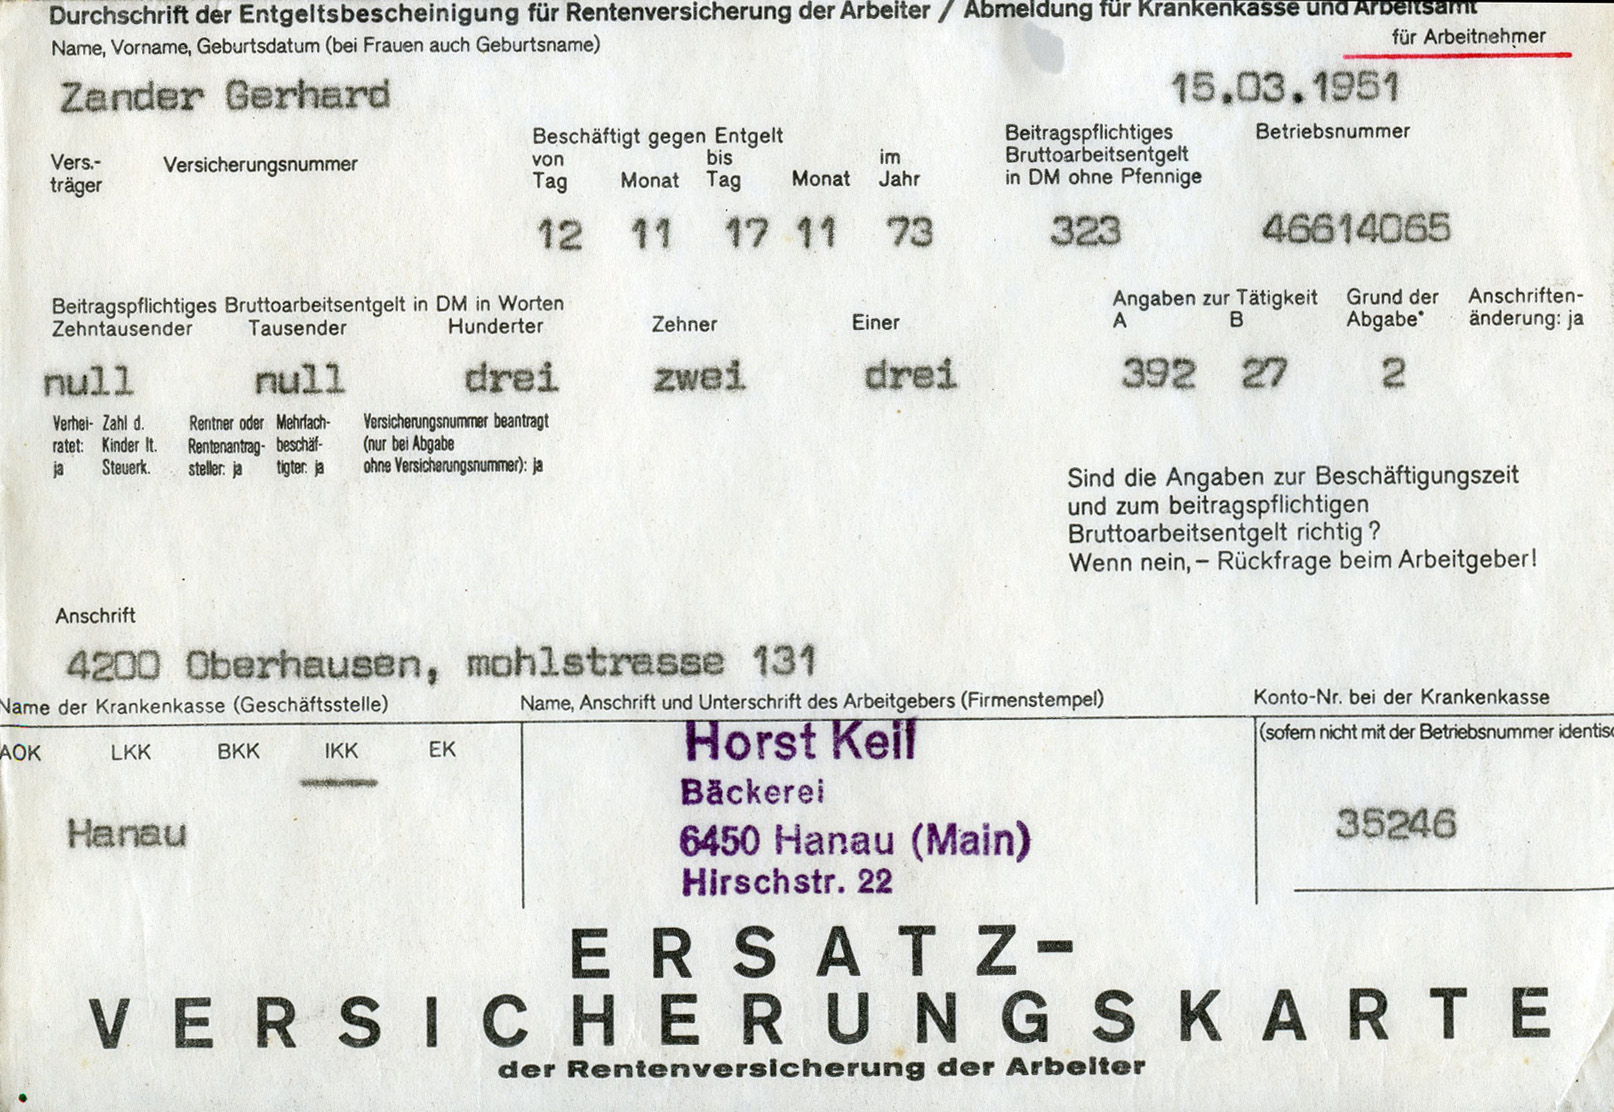 Durchschrift der Entgeltsbescheinigung für Rentenversicherung der Arbeiter / Abmeldung für Krankenkasse und Arbeitsamt
für Arbeitnehmer
Name, Vorname, Geburtsdatum (bei Frauen auch Geburtsname)
Zander Gerhard 15.03.1951
Vers.-
träger
Versicherungsnummer
Beschäftigt gegen Entgelt
von bis im
Tag Monat Tag Monat Jahr
Beitragspflichtiges
Bruttoarbeitsentgelt
in DM ohne Pfennige
Betriebsnummer
12 11 17 11 73 323 46614065
Beitragspflichtiges Bruttoarbeitsentgelt in DM in Worten
Zehntausender Tausender Hunderter Zehner Einer
Angaben zur Tätigkeit
A B
Grund der
Abgabe*
Anschriften-
änderung: ja
null null drei zwei drei 392 27 2
Verhei-
ratet:
ja
Zahl d.
Kinder lt.
Steuerk.
Rentner oder
Rentenantrag-
steller: ja
Mehrfach-
beschäf-
tigter: ja
Versicherungsnummer beantragt
(nur bei Abgabe
ohne Versicherungsnummer): ja
Sind die Angaben zur Beschäftigungszeit
und zum beitragspflichtigen
Bruttoarbeitsentgelt richtig?
Wenn nein, – Rückfrage beim Arbeitgeber!
Anschrift
4200 Oberhausen, mohlstrasse 131
Name der Krankenkasse (Geschäftsstelle)
AOK LKK BKK IKK EK
Hanau
Name, Anschrift und Unterschrift des Arbeitgebers (Firmenstempel)
Horst Keil
Bäckerei
6450 Hanau (Main)
Hirschstr. 22
Konto-Nr. bei der Krankenkasse
(sofern nicht mit der Betriebsnummer identisc
35246
ERSATZ-
VERSICHERUNGSKARTE
der Rentenversicherung der Arbeiter